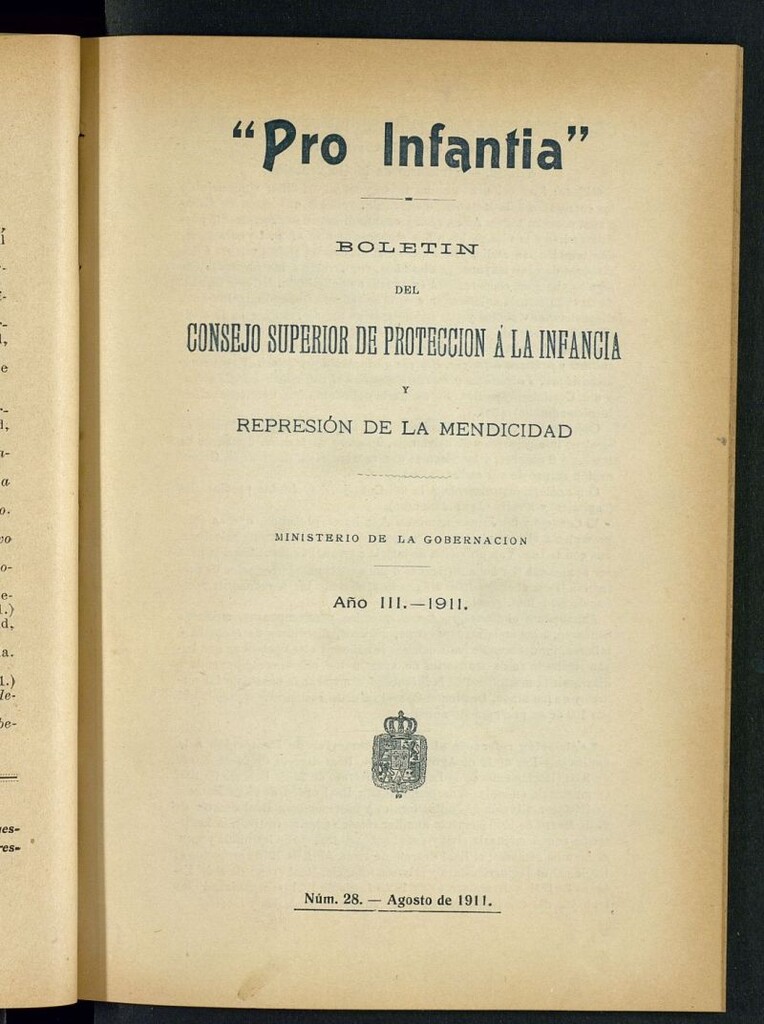 “Pro Infantia”
BOLETIN
DEL
CONSEJO SUPERIOR DE PROTECCION Á LA INFANCIA
Y
REPRESIÓN DE LA MENDICIDAD
MINISTERIO DE LA GOBERNACION
Año III.—1911.
Núm. 28. — Agosto de 1911.